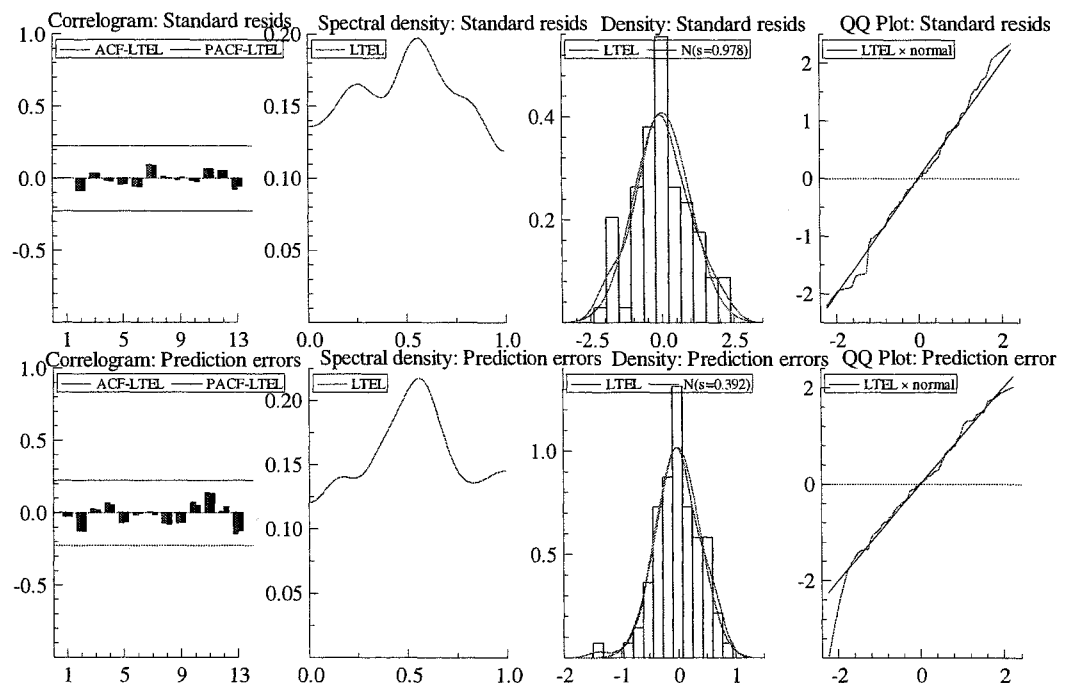 Correlogram: Standard resids
ACF-LTEL PACF-LTEL
1.0
0.5
0.0
-0.5
1 5 9 13
Spectral density: Standard resids
LTEL
0.20
0.15
0.10
0.05
0.0 0.5 1.0
Density: Standard resids
LTEL N(s=0.978)
0.4
0.2
-2.5 0.0 2.5
QQ Plot: Standard resids
LTEL × normal
2
1
0
-1
-2
-2 0 2
Correlogram: Prediction errors
ACF-LTEL PACF-LTEL
1.0
0.5
0.0
-0.5
1 5 9 13
Spectral density: Prediction errors
LTEL
0.20
0.15
0.10
0.05
0.0 0.5 1.0
Density: Prediction errors
LTEL N(s=0.392)
1.0
0.5
-2 -1 0 1
QQ Plot: Prediction error
LTEL × normal
2
0
-2
-2 0 2